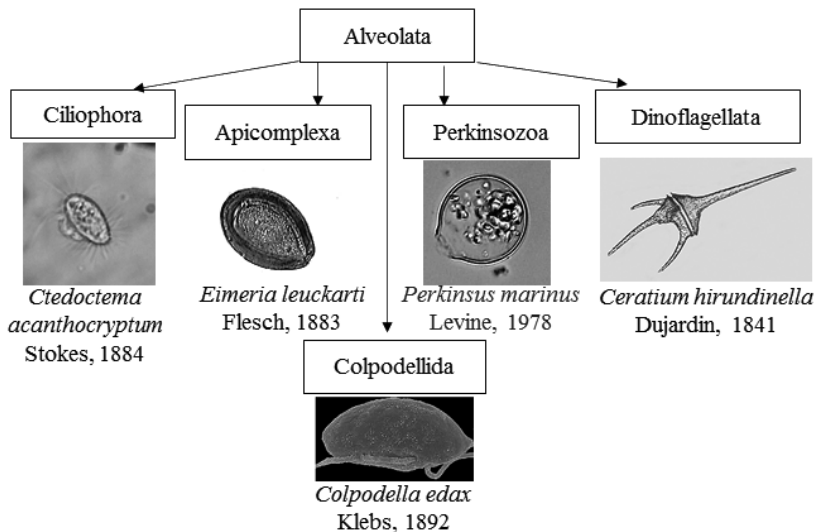 Alveolata
Ciliophora
Apicomplexa
Perkinsozoa
Dinoflagellata
Ctedoctema
acanthocryptum
Stokes, 1884
Eimeria leuckarti
Flesch, 1883
Perkinsus marinus
Levine, 1978
Ceratium hirundinella
Dujardin, 1841
Colpodellida
Colpodella edax
Klebs, 1892